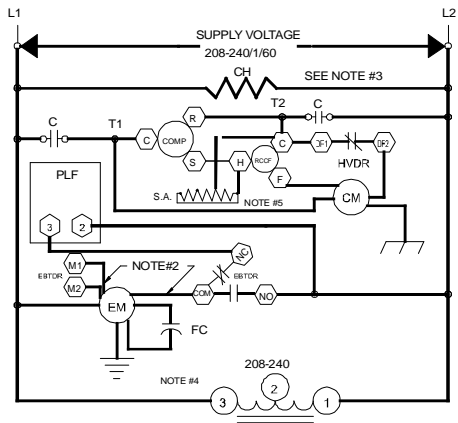 L1 L2
SUPPLY VOLTAGE
208-240/1/60
CH SEE NOTE #3
C T1 T2 C
R
C COMP C DF1 DF2
HVDR
S H RCCF
F
PLF S.A. NOTE #5 CM
3 2
NC
M1 NOTE#2
EBTDR EBTDR
M2 COM NO
EM
FC
208-240
NOTE #4
3 2 1